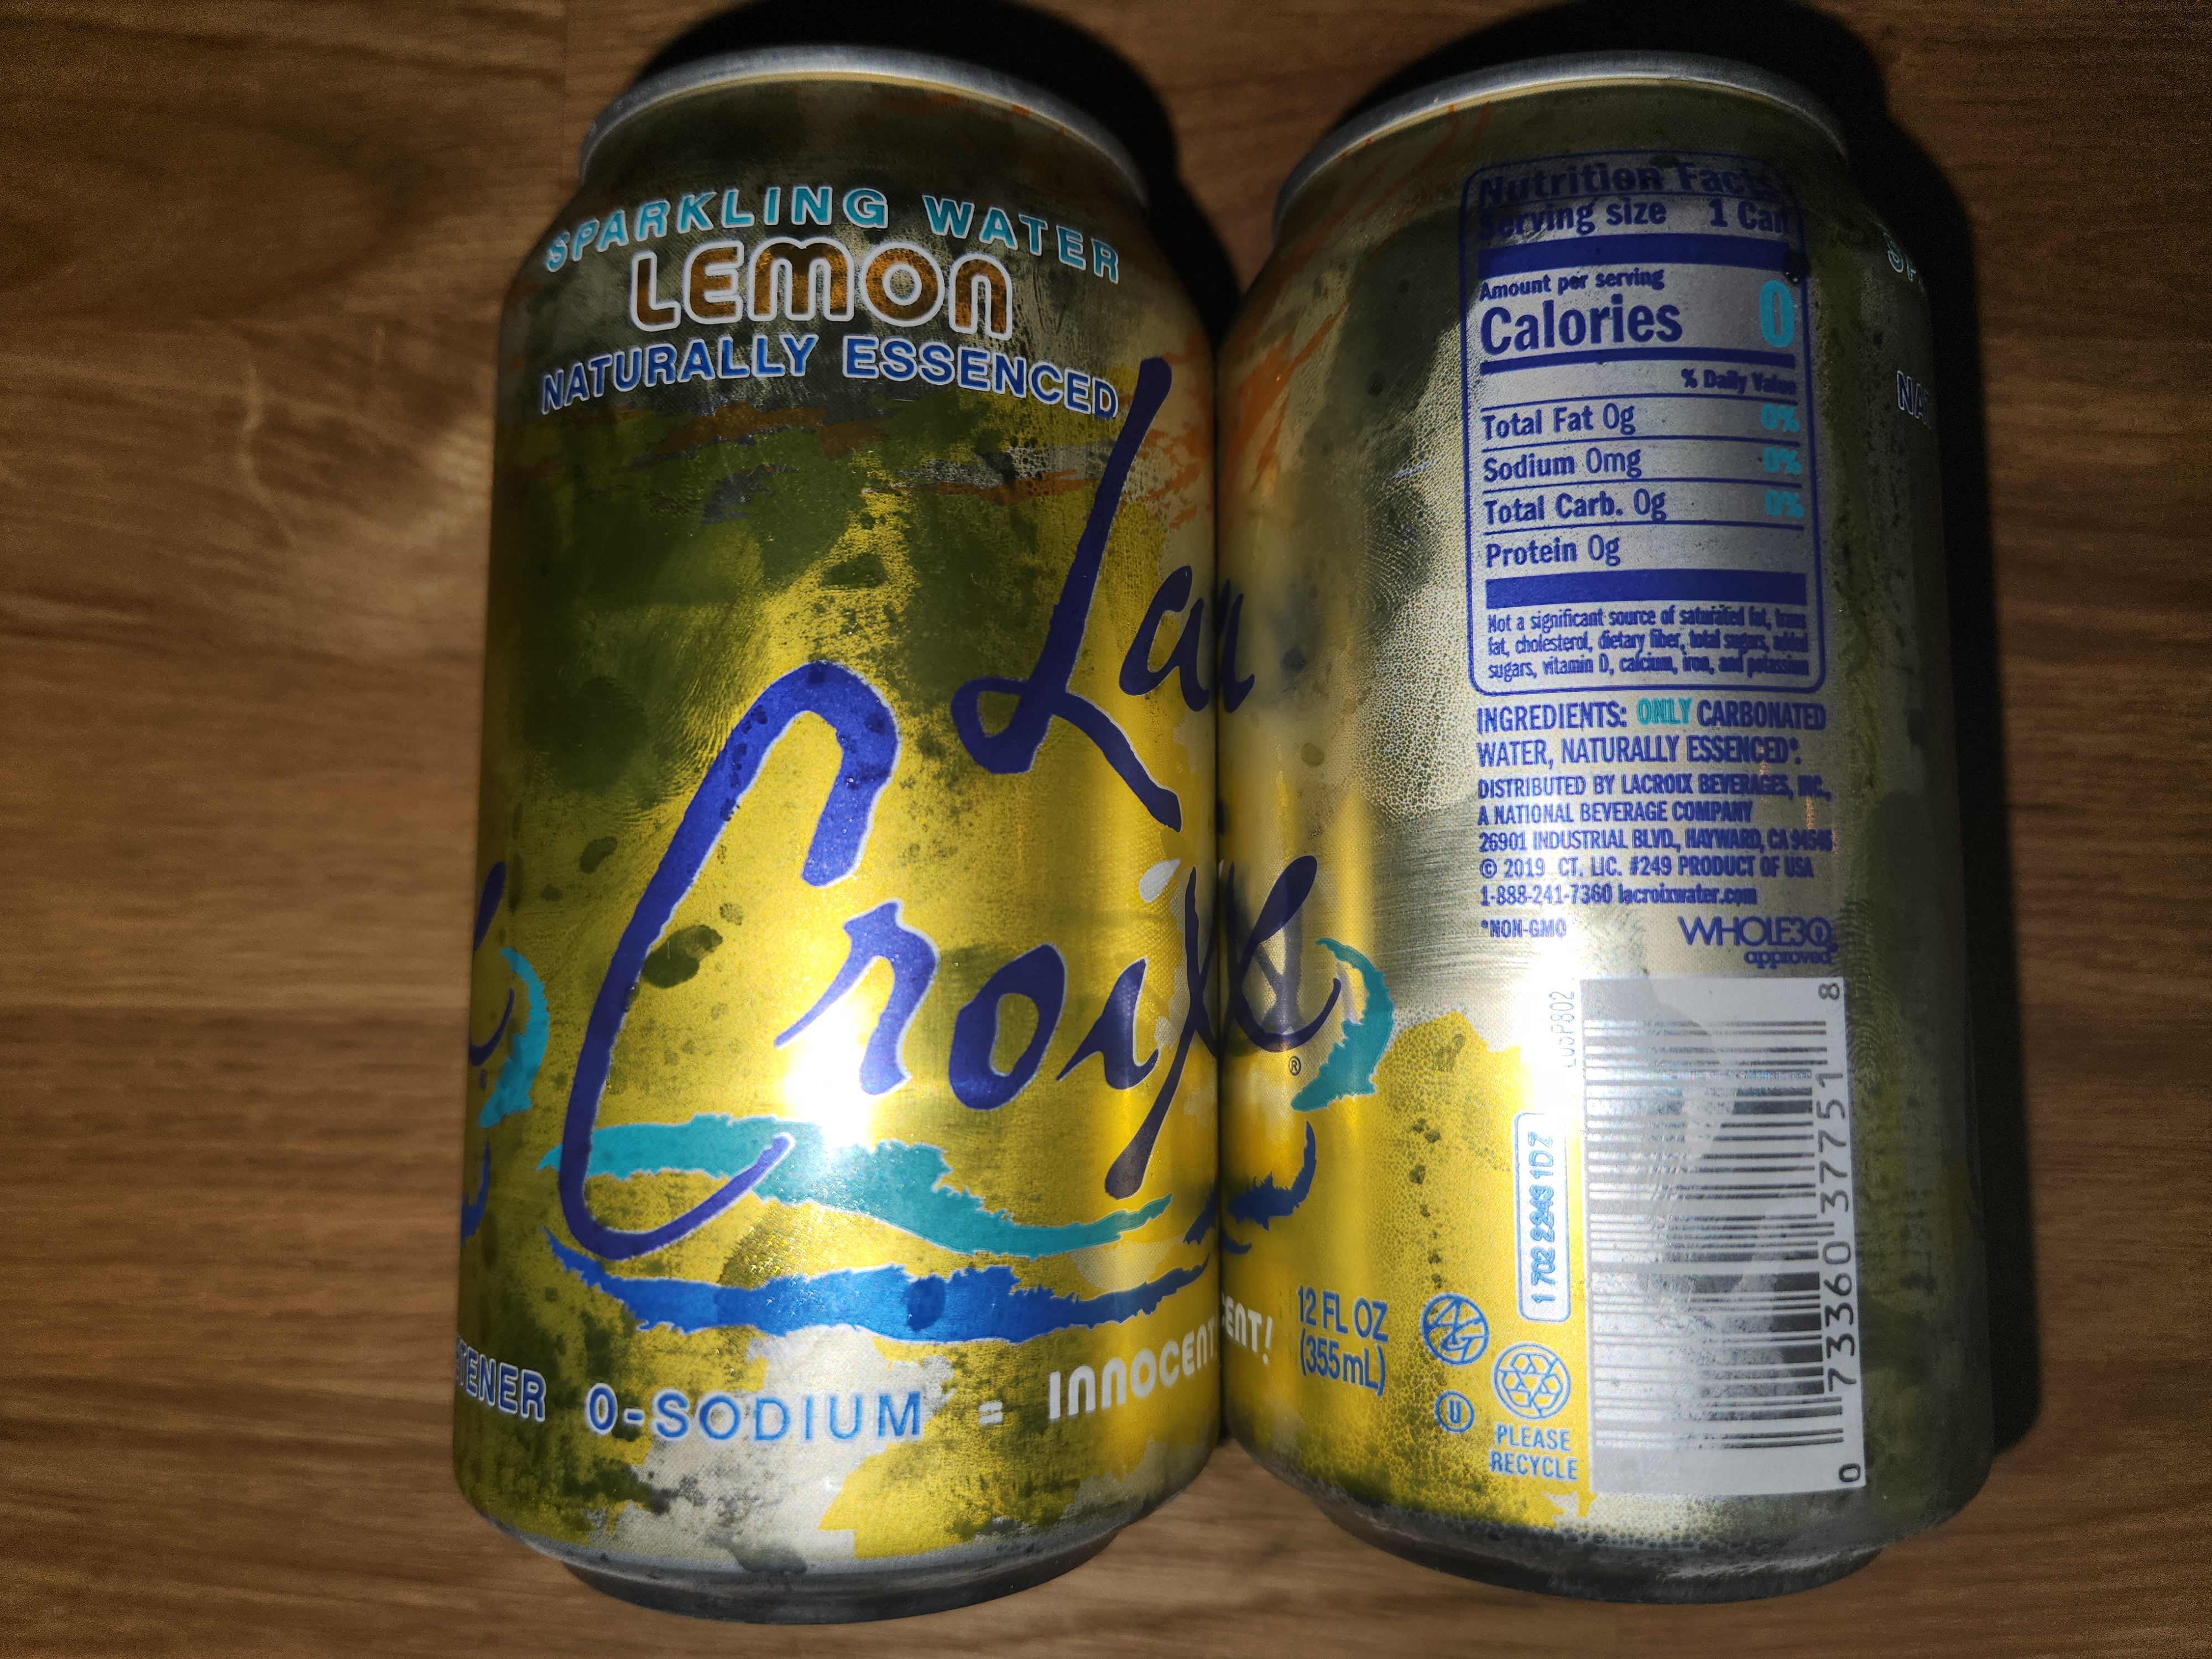 SPARKLING WATER
LEMON
NATURALLY ESSENCED
La
Croix
0-SODIUM = INNOCENT
Nutrition Facts
Serving size 1 Can
Amount per serving
Calories 0
% Daily Value
Total Fat 0g 0%
Sodium 0mg 0%
Total Carb. 0g 0%
Protein 0g
Not a significant source of saturated fat, trans
fat, cholesterol, dietary fiber, total sugars, added
sugars, vitamin D, calcium, iron, and potassium
INGREDIENTS: ONLY CARBONATED
WATER, NATURALLY ESSENCED*.
DISTRIBUTED BY LACROIX BEVERAGES, INC.,
A NATIONAL BEVERAGE COMPANY
26901 INDUSTRIAL BLVD., HAYWARD, CA 94545
© 2019 CT. LIC. #249 PRODUCT OF USA
1-888-241-7360 lacroixwater.com
*NON-GMO WHOLE30®
approved
®
12 FL OZ
(355mL)
U
PLEASE
RECYCLE
0 73360 37751 8